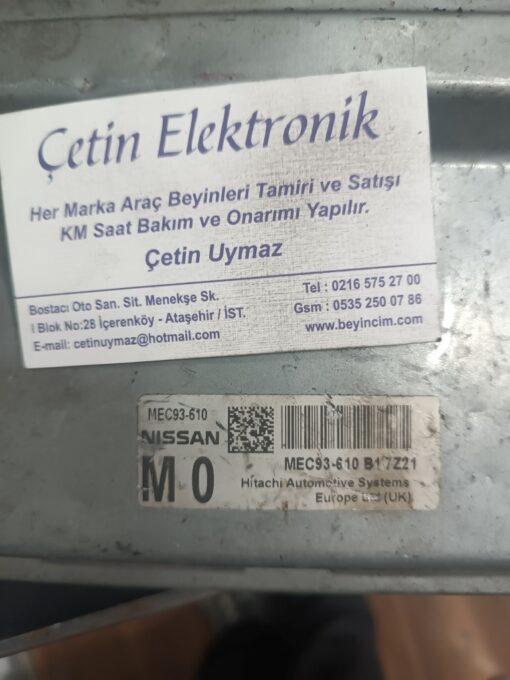 Çetin Elektronik
Her Marka Araç Beyinleri Tamiri ve Satışı
KM Saat Bakım ve Onarımı Yapılır.
Çetin Uymaz
Bostacı Oto San. Sit. Menekşe Sk.
I Blok No:28 İçerenköy - Ataşehir / İST.
E-mail: cetinuymaz@hotmail.com
Tel : 0216 575 27 00
Gsm : 0535 250 07 86
www.beyincim.com
MEC93-610
NISSAN
M 0
MEC93-610 B1 7Z21
Hitachi Automotive Systems
Europe Ltd (UK)